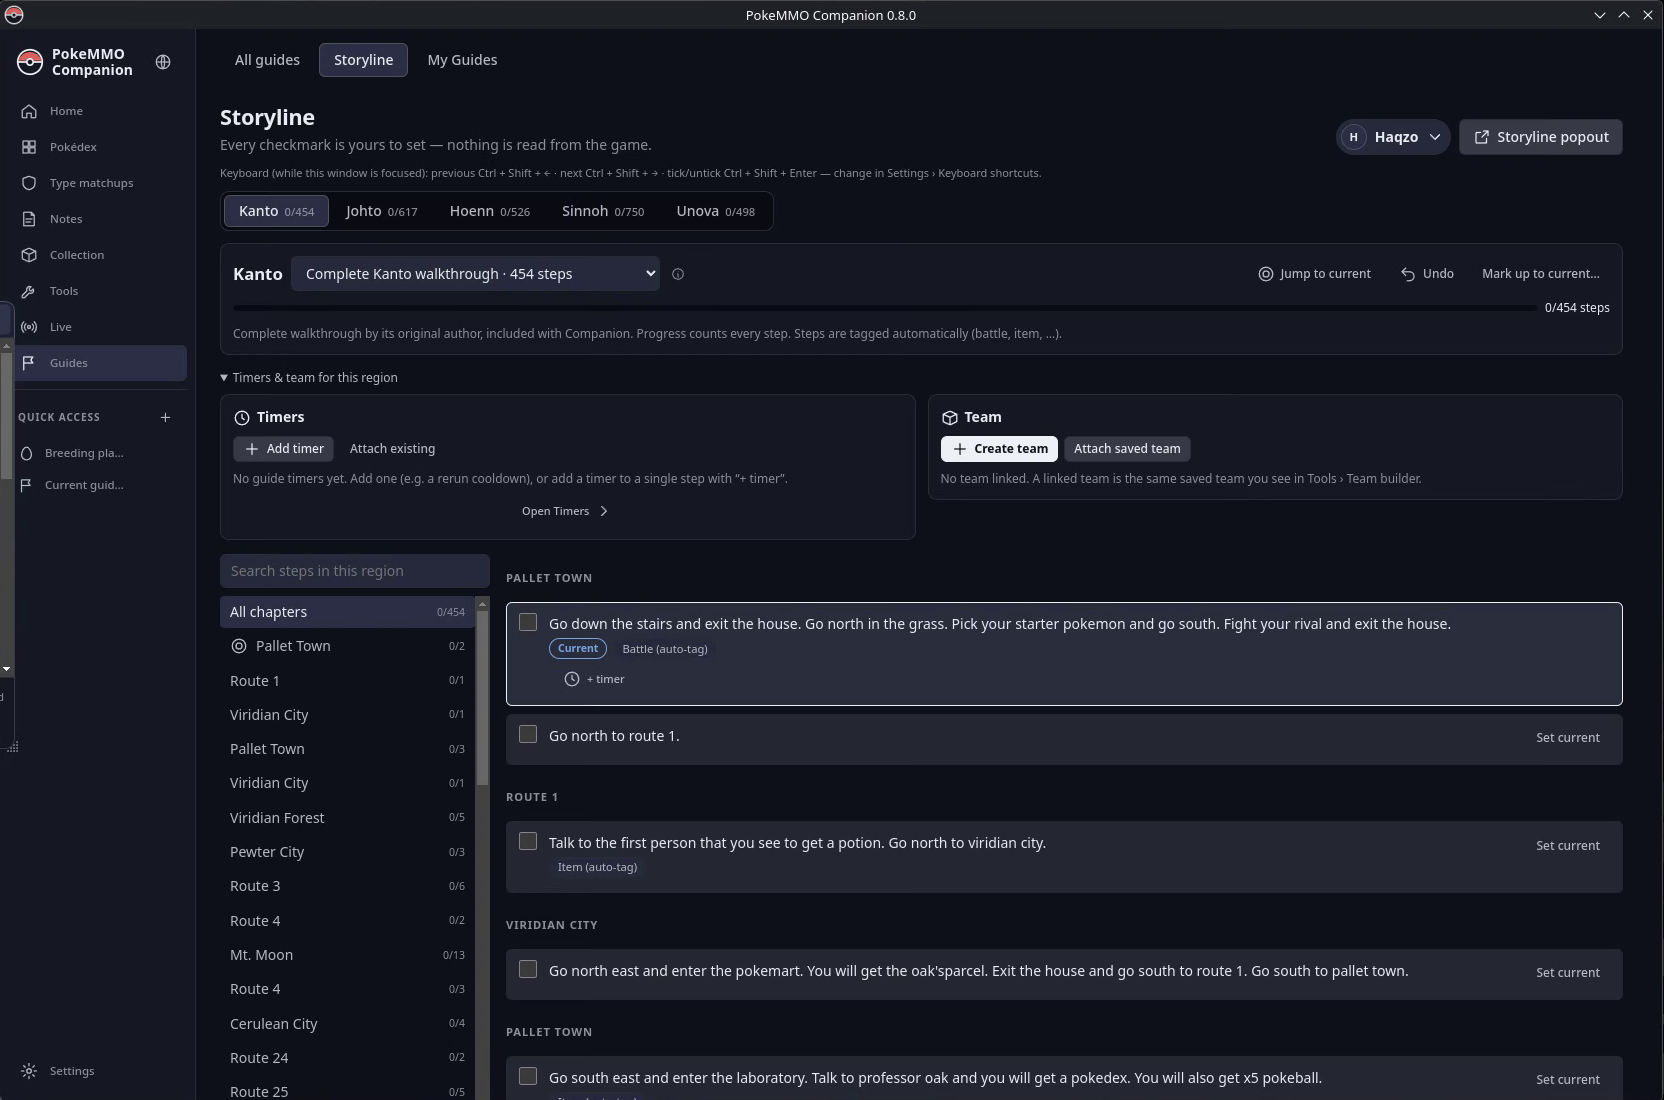 PokeMMO Companion 0.8.0
PokeMMO
Companion
Home
Pokédex
Type matchups
Notes
Collection
Tools
Live
Guides
QUICK ACCESS
Breeding pla...
Current guid...
Settings
All guides
Storyline
My Guides
Storyline
Every checkmark is yours to set — nothing is read from the game.
Keyboard (while this window is focused): previous Ctrl + Shift + ← · next Ctrl + Shift + → · tick/untick Ctrl + Shift + Enter — change in Settings › Keyboard shortcuts.
H Haqzo
Storyline popout
Kanto 0/454
Johto 0/617
Hoenn 0/526
Sinnoh 0/750
Unova 0/498
Kanto
Complete Kanto walkthrough · 454 steps
Jump to current
Undo
Mark up to current...
0/454 steps
Complete walkthrough by its original author, included with Companion. Progress counts every step. Steps are tagged automatically (battle, item, ...).
▼ Timers & team for this region
Timers
+ Add timer
Attach existing
No guide timers yet. Add one (e.g. a rerun cooldown), or add a timer to a single step with “+ timer”.
Open Timers
Team
+ Create team
Attach saved team
No team linked. A linked team is the same saved team you see in Tools › Team builder.
Search steps in this region
All chapters 0/454
Pallet Town 0/2
Route 1 0/1
Viridian City 0/1
Pallet Town 0/3
Viridian City 0/1
Viridian Forest 0/5
Pewter City 0/3
Route 3 0/6
Route 4 0/2
Mt. Moon 0/13
Route 4 0/3
Cerulean City 0/4
Route 24 0/2
Route 25 0/5
PALLET TOWN
Go down the stairs and exit the house. Go north in the grass. Pick your starter pokemon and go south. Fight your rival and exit the house.
Current
Battle (auto-tag)
+ timer
Go north to route 1.
Set current
ROUTE 1
Talk to the first person that you see to get a potion. Go north to viridian city.
Item (auto-tag)
Set current
VIRIDIAN CITY
Go north east and enter the pokemart. You will get the oak'sparcel. Exit the house and go south to route 1. Go south to pallet town.
Set current
PALLET TOWN
Go south east and enter the laboratory. Talk to professor oak and you will get a pokedex. You will also get x5 pokeball.
Set current